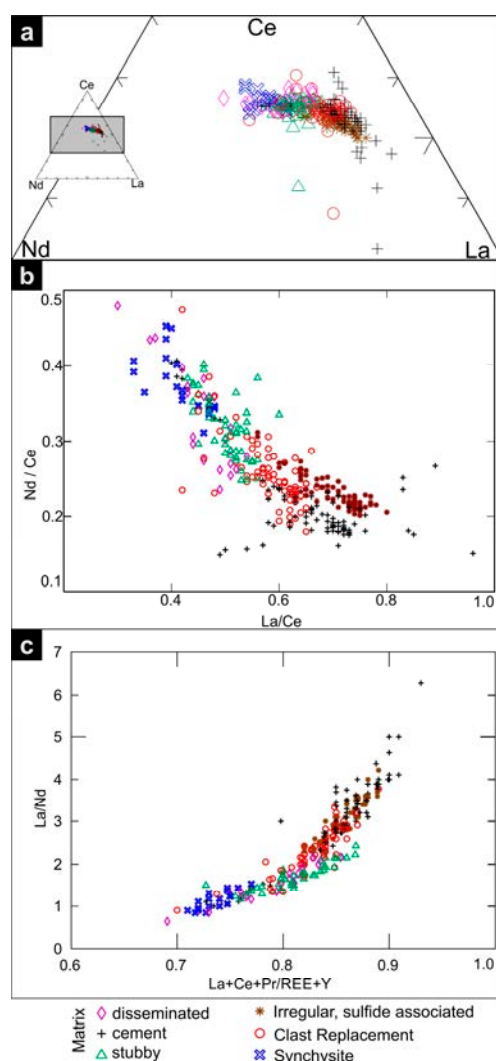 a
Ce
Ce
Nd
La
Nd
La
b
0.5
0.4
0.3
0.2
0.1
Nd / Ce
0.4
0.6
0.8
1.0
La/Ce
c
7
6
5
4
3
2
1
0
La/Nd
0.6
0.7
0.8
0.9
1.0
La+Ce+Pr/REE+Y
Matrix
disseminated
cement
stubby
Irregular, sulfide associated
Clast Replacement
Synchysite